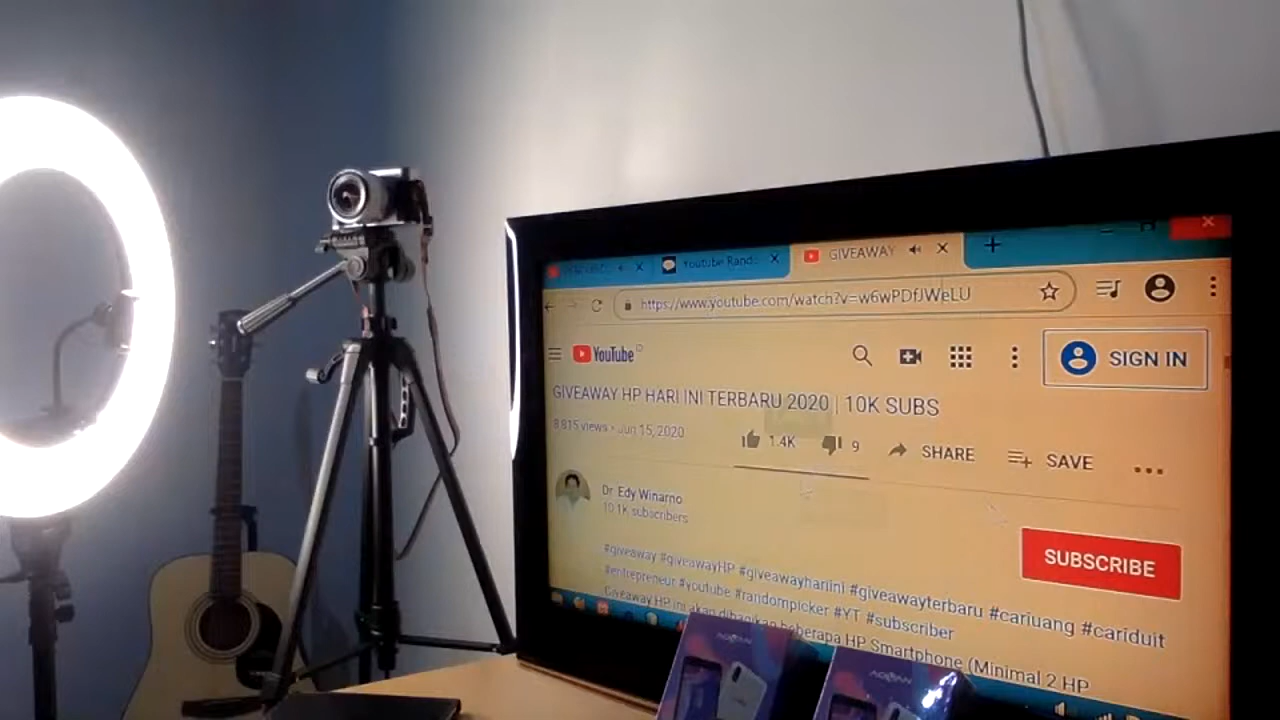 Youtube Rando
GIVEAWAY
https://www.youtube.com/watch?v=w6wPDfJWeLU
YouTube
SIGN IN
GIVEAWAY HP HARI INI TERBARU 2020 | 10K SUBS
8,815 views • Jun 15, 2020
1.4K
9
SHARE
SAVE
Dr. Edy Winarno
10.1K subscribers
SUBSCRIBE
#giveaway #giveawayHP #giveawayhariini #giveawayterbaru #cariuang #cariduit
#entrepreneur #youtube #randompicker #YT #subscriber
Giveaway HP ini akan dibagikan beberapa HP Smartphone (Minimal 2 HP
ADVAN
ADVAN